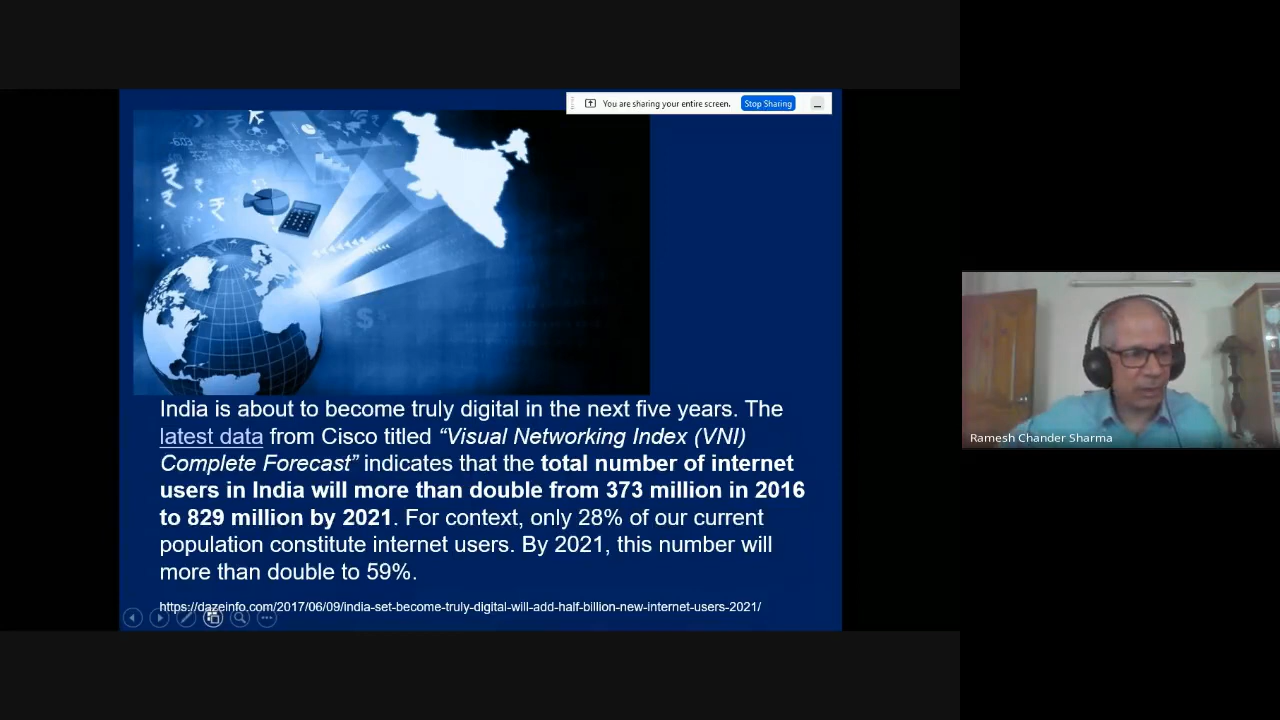 You are sharing your entire screen.
Stop Sharing
India is about to become truly digital in the next five years. The
latest data from Cisco titled “Visual Networking Index (VNI)
Complete Forecast” indicates that the total number of internet
users in India will more than double from 373 million in 2016
to 829 million by 2021. For context, only 28% of our current
population constitute internet users. By 2021, this number will
more than double to 59%.
https://dazeinfo.com/2017/06/09/india-set-become-truly-digital-will-add-half-billion-new-internet-users-2021/
Ramesh Chander Sharma